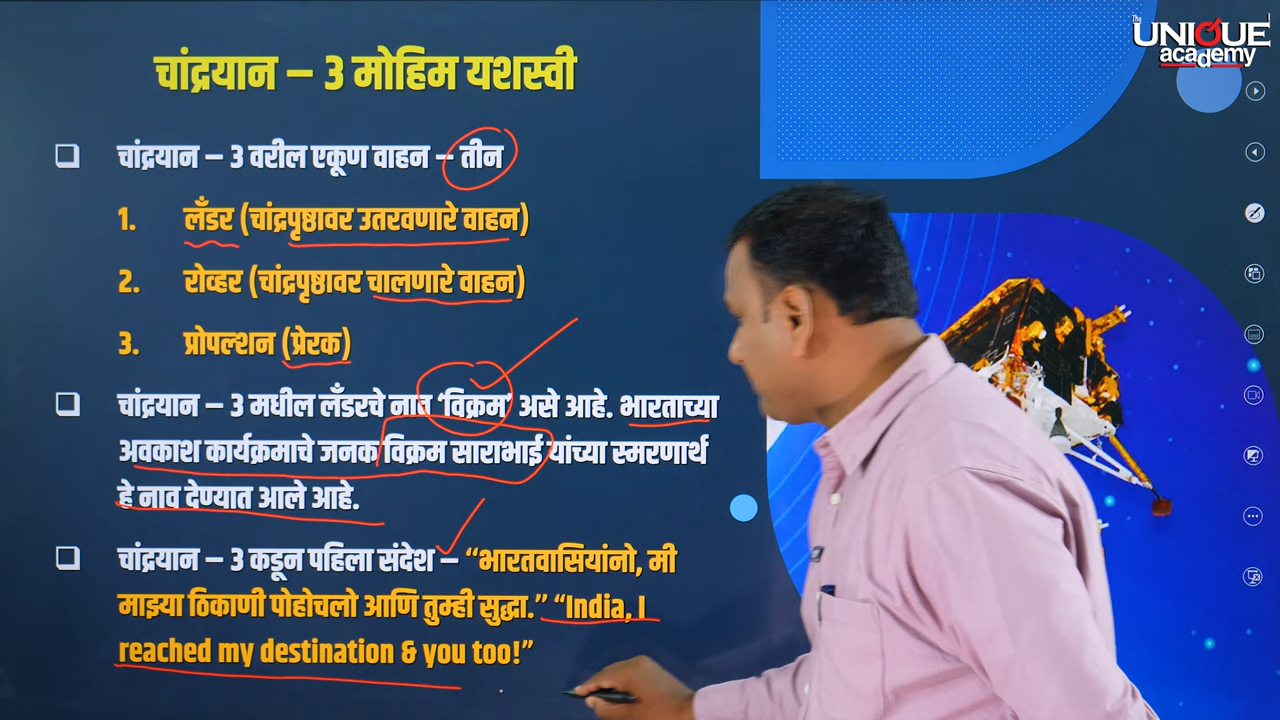 The
UNIQUE
academy
चांद्रयान – 3 मोहिम यशस्वी
❑ चांद्रयान – 3 वरील एकूण वाहन – तीन
1. लँडर (चांद्रपृष्ठावर उतरवणारे वाहन)
2. रोव्हर (चांद्रपृष्ठावर चालणारे वाहन)
3. प्रोपल्शन (प्रेरक)
❑ चांद्रयान – 3 मधील लँडरचे नाव ‘विक्रम’ असे आहे. भारताच्या
अवकाश कार्यक्रमाचे जनक विक्रम साराभाई यांच्या स्मरणार्थ
हे नाव देण्यात आले आहे.
❑ चांद्रयान – 3 कडून पहिला संदेश – “भारतवासियांनो, मी
माझ्या ठिकाणी पोहोचलो आणि तुम्ही सुद्धा.” “India, I
reached my destination & you too!”